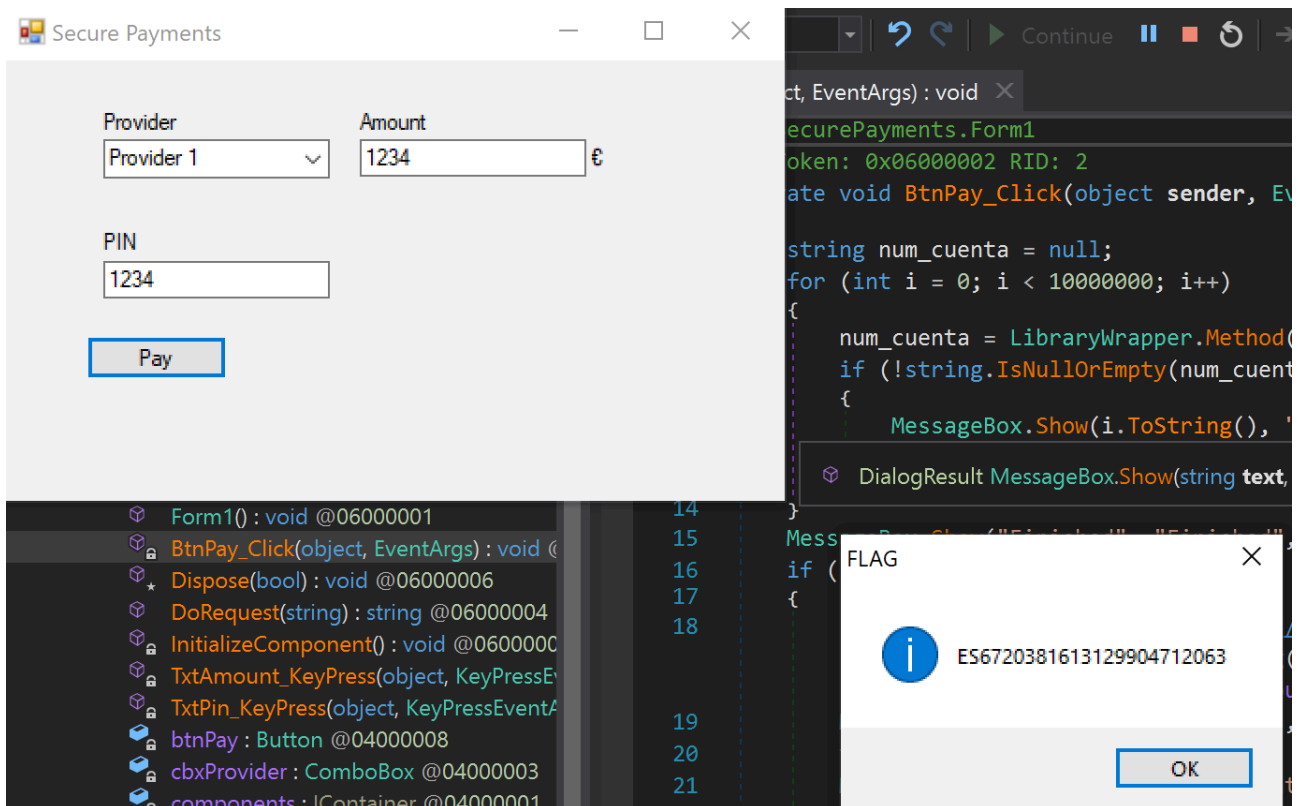 Secure Payments
Provider
Amount
Provider 1
1234
€
PIN
1234
Pay
Continue
ct, EventArgs) : void
ecurePayments.Form1
oken: 0x06000002 RID: 2
ate void BtnPay_Click(object sender, Ev
string num_cuenta = null;
for (int i = 0; i < 10000000; i++)
{
num_cuenta = LibraryWrapper.Method(
if (!string.IsNullOrEmpty(num_cuent
{
MessageBox.Show(i.ToString(), "
DialogResult MessageBox.Show(string text,
14 }
15 Mess
16 if (
17 {
18
19
20
21
Form1() : void @06000001
BtnPay_Click(object, EventArgs) : void @
Dispose(bool) : void @06000006
DoRequest(string) : string @06000004
InitializeComponent() : void @0600000
TxtAmount_KeyPress(object, KeyPressEv
TxtPin_KeyPress(object, KeyPressEventA
btnPay : Button @04000008
cbxProvider : ComboBox @04000003
components : IContainer @04000001
FLAG
ES6720381613129904712063
OK